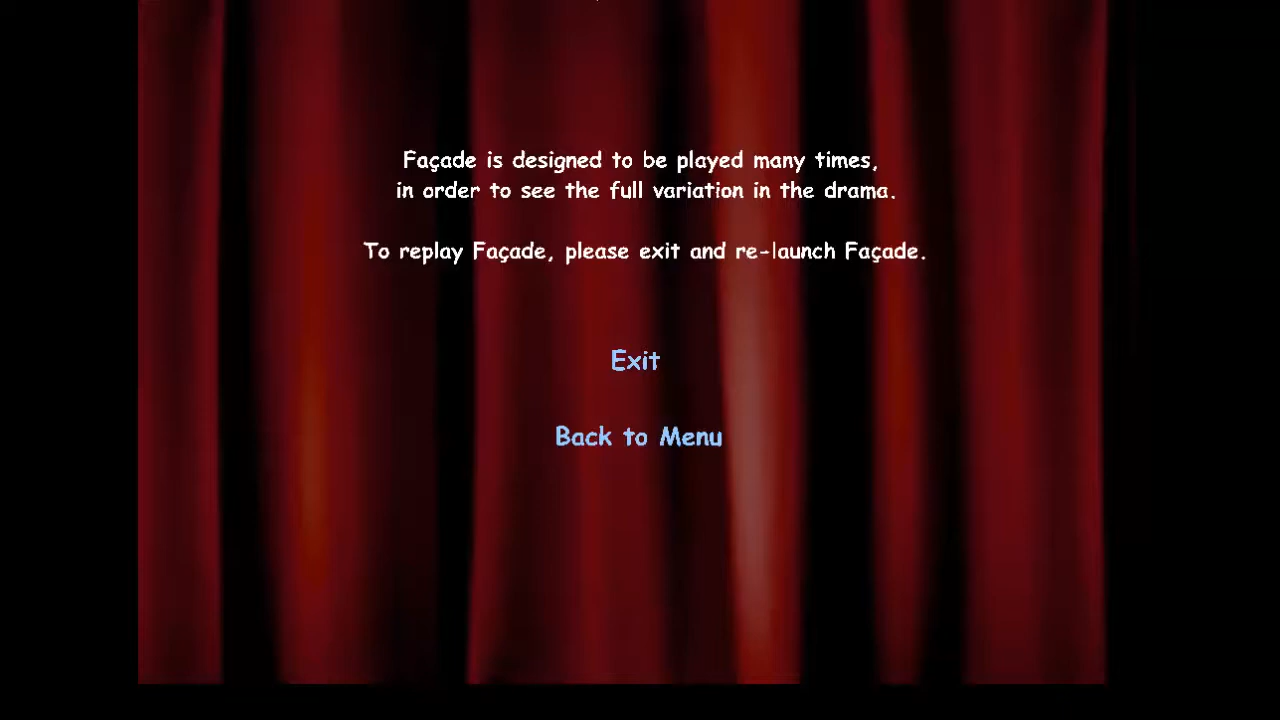 Façade is designed to be played many times,
in order to see the full variation in the drama.
To replay Façade, please exit and re-launch Façade.
Exit
Back to Menu